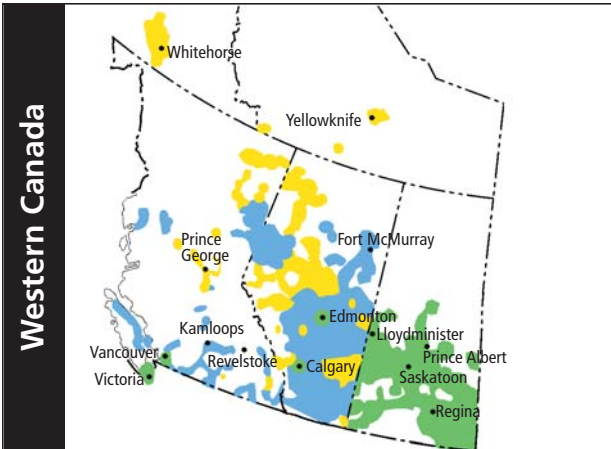 Western Canada
Whitehorse
Yellowknife
Prince
George
Fort McMurray
Edmonton
Kamloops
Lloydminister
Vancouver
Revelstoke
Calgary
Prince Albert
Saskatoon
Victoria
Regina